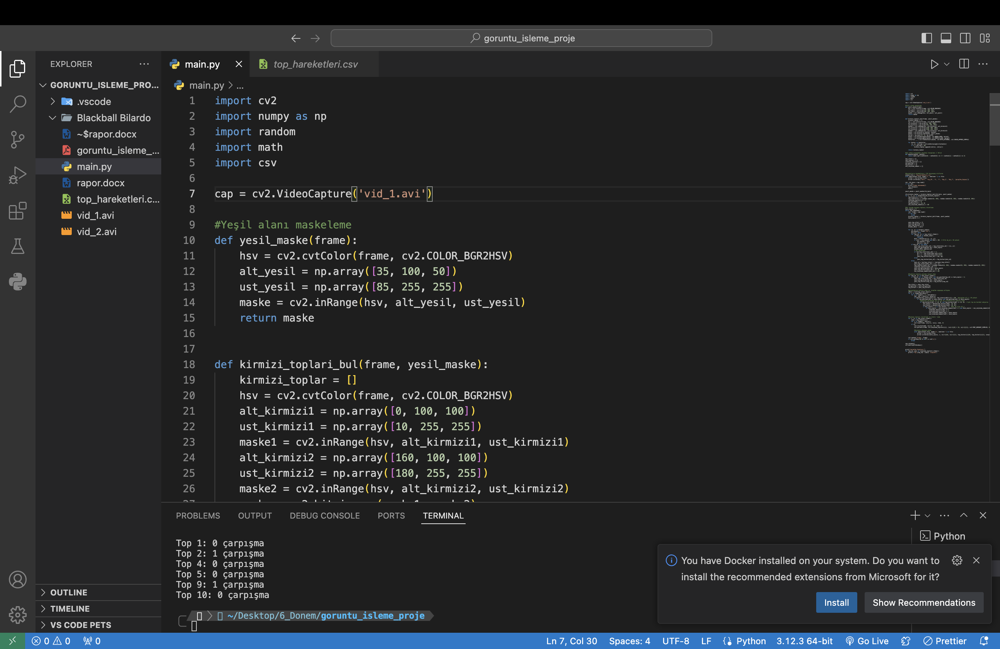 goruntu_isleme_proje
EXPLORER
main.py
top_hareketleri.csv
GORUNTU_ISLEME_PRO...
main.py > ...
.vscode
Blackball Bilardo
~$rapor.docx
goruntu_isleme_...
main.py
rapor.docx
top_hareketleri.c...
vid_1.avi
vid_2.avi
OUTLINE
TIMELINE
VS CODE PETS
1 import cv2
2 import numpy as np
3 import random
4 import math
5 import csv
6
7 cap = cv2.VideoCapture('vid_1.avi')
8
9 #Yeşil alanı maskeleme
10 def yesil_maske(frame):
11 hsv = cv2.cvtColor(frame, cv2.COLOR_BGR2HSV)
12 alt_yesil = np.array([35, 100, 50])
13 ust_yesil = np.array([85, 255, 255])
14 maske = cv2.inRange(hsv, alt_yesil, ust_yesil)
15 return maske
16
17
18 def kirmizi_toplari_bul(frame, yesil_maske):
19 kirmizi_toplar = []
20 hsv = cv2.cvtColor(frame, cv2.COLOR_BGR2HSV)
21 alt_kirmizi1 = np.array([0, 100, 100])
22 ust_kirmizi1 = np.array([10, 255, 255])
23 maske1 = cv2.inRange(hsv, alt_kirmizi1, ust_kirmizi1)
24 alt_kirmizi2 = np.array([160, 100, 100])
25 ust_kirmizi2 = np.array([180, 255, 255])
26 maske2 = cv2.inRange(hsv, alt_kirmizi2, ust_kirmizi2)
PROBLEMS OUTPUT DEBUG CONSOLE PORTS TERMINAL
Python
Top 1: 0 çarpışma
Top 2: 1 çarpışma
Top 4: 0 çarpışma
Top 5: 0 çarpışma
Top 9: 1 çarpışma
Top 10: 0 çarpışma
~/Desktop/6_Donem/goruntu_isleme_proje
You have Docker installed on your system. Do you want to
install the recommended extensions from Microsoft for it?
Install
Show Recommendations
0 0 0
Ln 7, Col 30 Spaces: 4 UTF-8 LF Python 3.12.3 64-bit Go Live Prettier